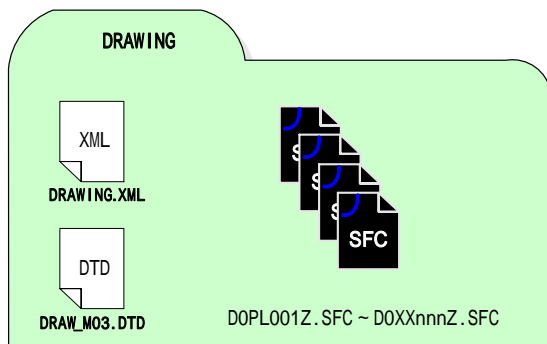 DRAWING
XML
DRAWING.XML
DTD
DRAW_M03.DTD
S
S
S
SFC
D0PL001Z.SFC ~ D0XXnnnZ.SFC